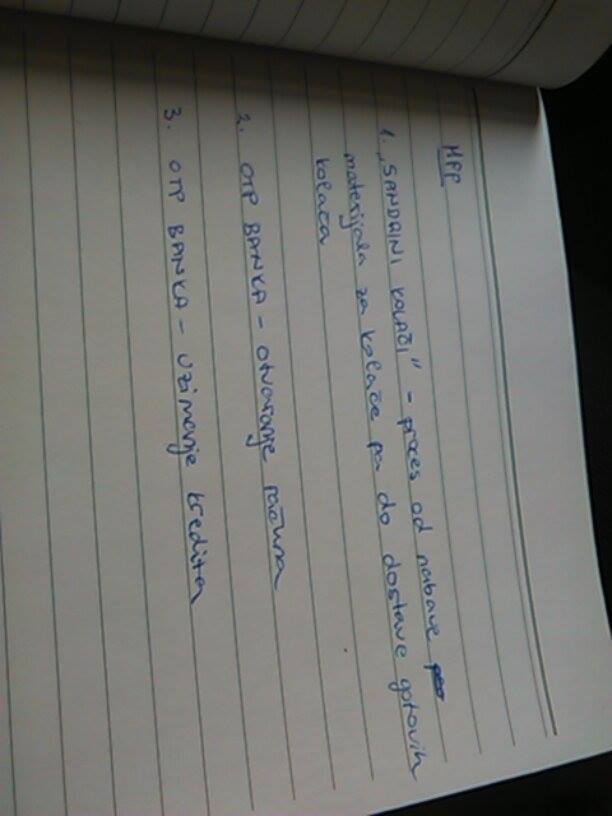 MPP
1. „SANDRINI KOLAČI" - proces od nabave
materijala za kolače pa do dostave gotovih
kolača
2. OTP BANKA - otvaranje računa
3. OTP BANKA - uzimanje kredita